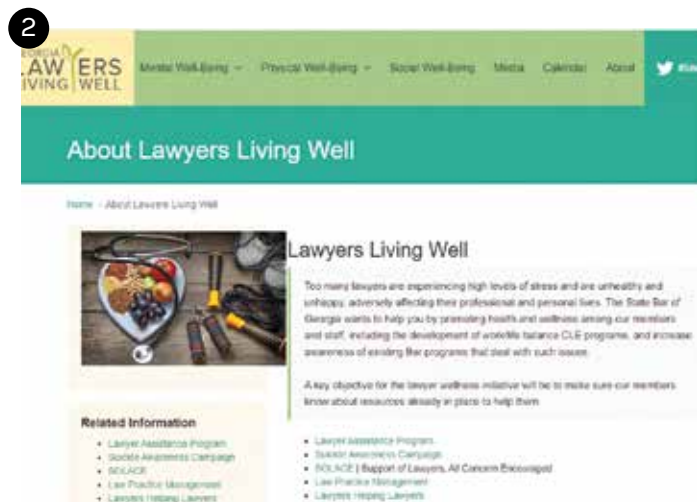 2
GEORGIA
LAWYERS
LIVING WELL
Mental Well-Being
Physical Well-Being
Social Well-Being
Media
Calendar
About
About Lawyers Living Well
Home - About Lawyers Living Well
Lawyers Living Well
Too many lawyers are experiencing high levels of stress and are unhealthy and
unhappy, adversely affecting their professional and personal lives. The State Bar of
Georgia wants to help you by promoting health and wellness among our members
and staff, including the development of work/life balance CLE programs, and increase
awareness of existing Bar programs that deal with such issues.
A key objective for the lawyer wellness initiative will be to make sure our members
know about resources already in place to help them
Related Information
• Lawyer Assistance Program
• Suicide Awareness Campaign
• SOLACE
• Law Practice Management
• Lawyers Helping Lawyers
• Lawyer Assistance Program
• Suicide Awareness Campaign
• SOLACE | Support of Lawyers, All Concern Encouraged
• Law Practice Management
• Lawyers Helping Lawyers